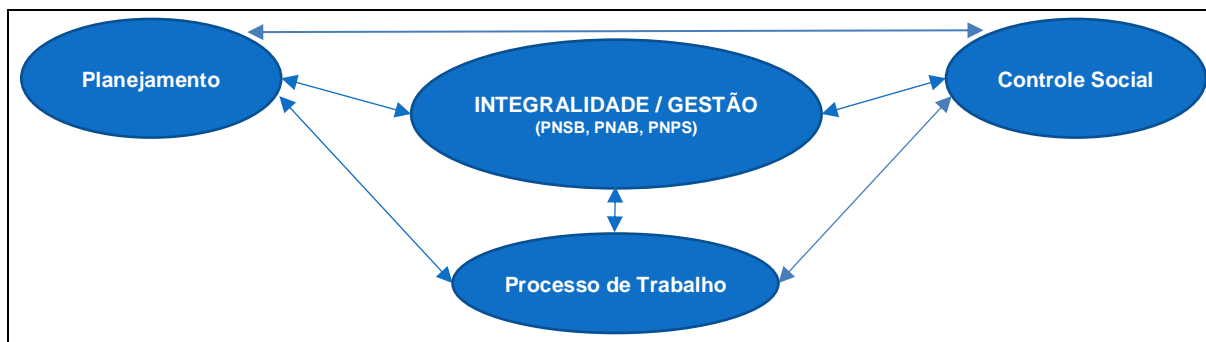 Planejamento
Controle Social
INTEGRALIDADE / GESTÃO
(PNSB, PNAB, PNPS)
Processo de Trabalho